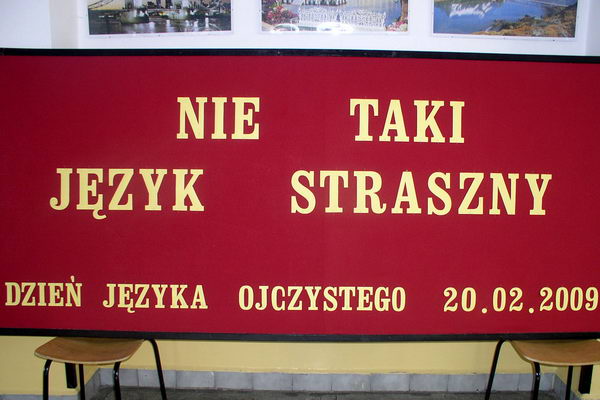 NIE TAKI
JĘZYK STRASZNY
DZIEŃ JĘZYKA OJCZYSTEGO 20.02.2009